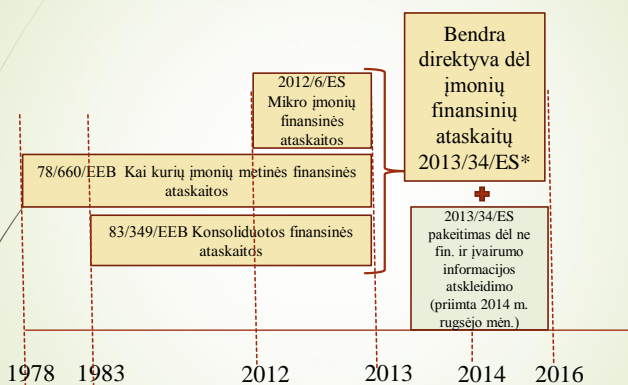 2012/6/ES
Mikro įmonių
finansinės
ataskaitos
78/660/EEB Kai kurių įmonių metinės finansinės
ataskaitos
83/349/EEB Konsoliduotos finansinės
ataskaitos
Bendra
direktyva dėl
įmonių
finansinių
ataskaitų
2013/34/ES*
2013/34/ES
pakeitimas dėl ne
fin. ir įvairumo
informacijos
atskleidimo
(priimta 2014 m.
rugsėjo mėn.)
1978 1983 2012 2013 2014 2016